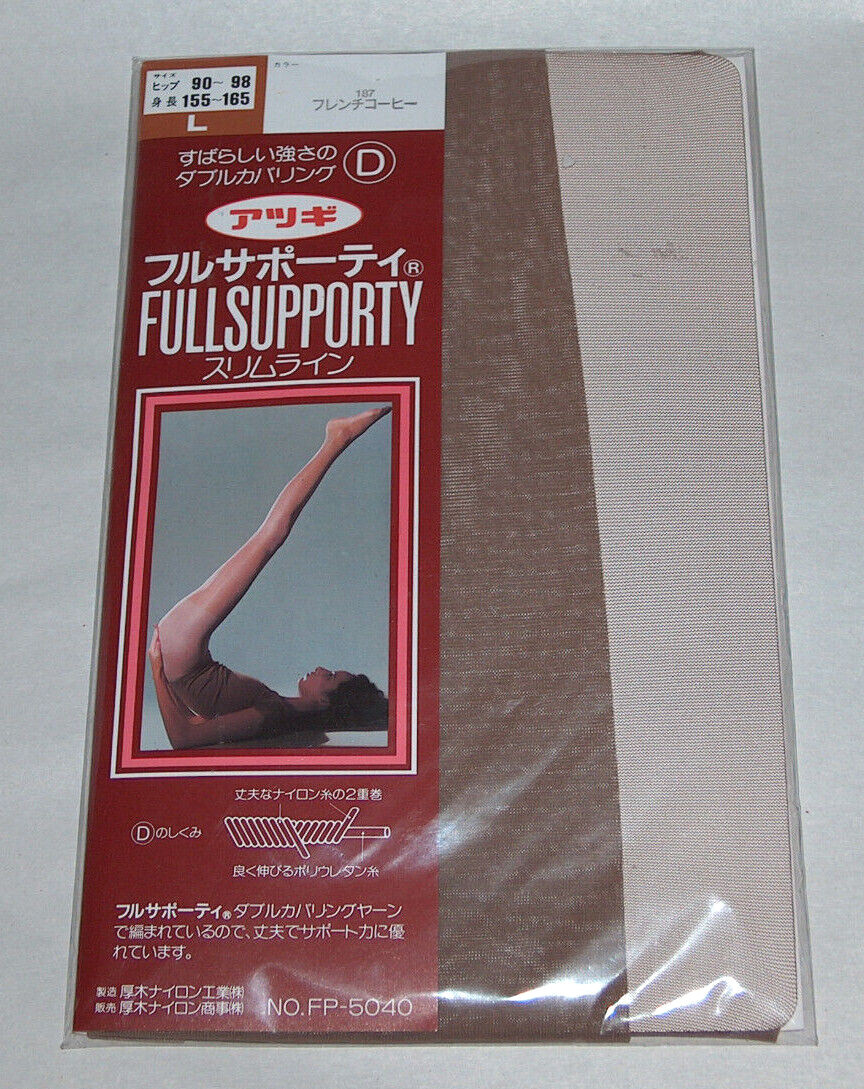 サイズ
ヒップ 90〜98
身長 155〜165
L
カラー
187
フレンチコーヒー
すばらしい強さの
ダブルカバリング Ⓓ
アツギ
フルサポーティ®
FULLSUPPORTY
スリムライン
丈夫なナイロン糸の2重巻
Ⓓのしくみ
良く伸びるポリウレタン糸
フルサポーティ®ダブルカバリングヤーン
で編まれているので、丈夫でサポート力に優
れています。
製造 厚木ナイロン工業㈱
販売 厚木ナイロン商事㈱ NO.FP-5040